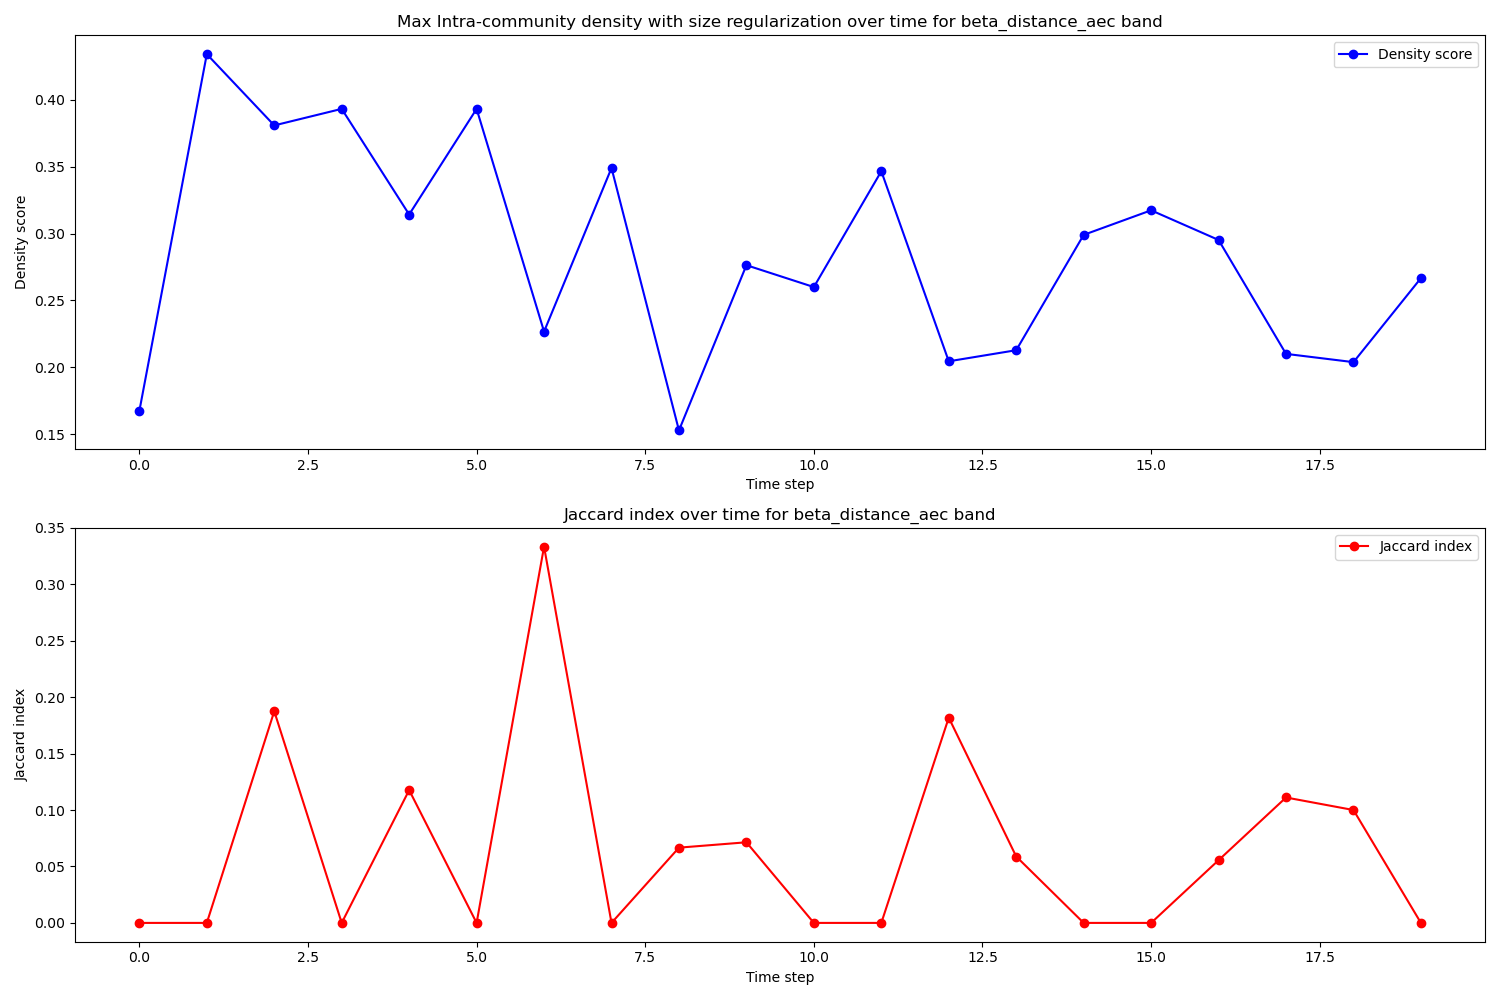 Max Intra-community density with size regularization over time for beta_distance_aec band
Density score
0.40
0.35
0.30
0.25
0.20
0.15
Density score
0.0 2.5 5.0 7.5 10.0 12.5 15.0 17.5
Time step
Jaccard index over time for beta_distance_aec band
Jaccard index
0.35
0.30
0.25
0.20
0.15
0.10
0.05
0.00
Jaccard index
0.0 2.5 5.0 7.5 10.0 12.5 15.0 17.5
Time step